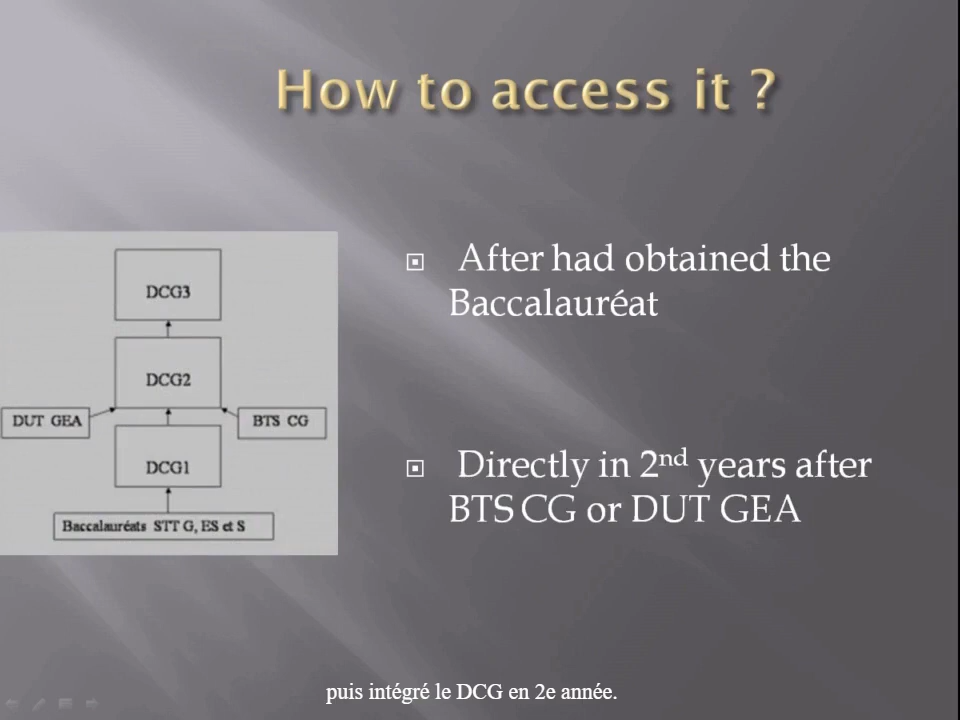 How to access it ?
DCG3
DCG2
DUT GEA
BTS CG
DCG1
Baccalauréats STT G, ES et S
After had obtained the
Baccalauréat
Directly in 2nd years after
BTS CG or DUT GEA
puis intégré le DCG en 2e année.